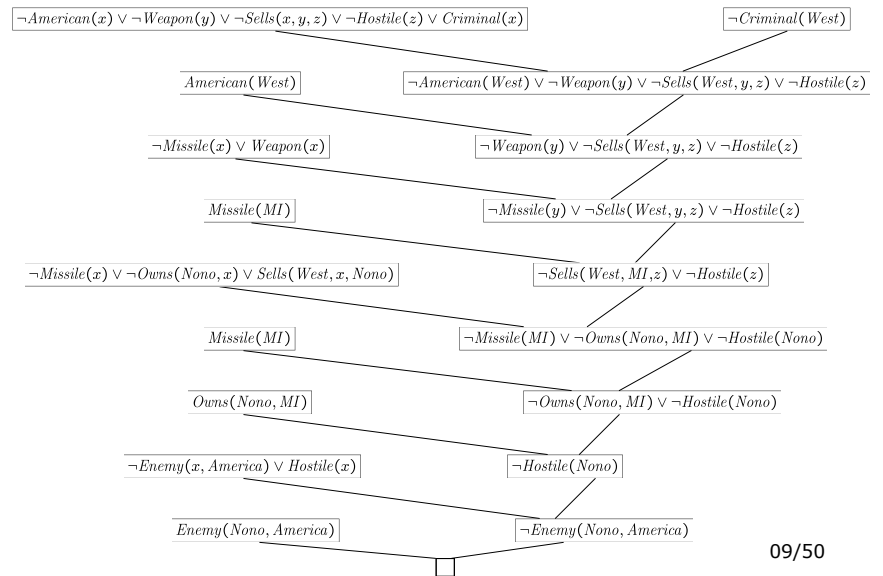 ¬American(x) ∨ ¬Weapon(y) ∨ ¬Sells(x, y, z) ∨ ¬Hostile(z) ∨ Criminal(x)
¬Criminal(West)
American(West)
¬American(West) ∨ ¬Weapon(y) ∨ ¬Sells(West, y, z) ∨ ¬Hostile(z)
¬Missile(x) ∨ Weapon(x)
¬Weapon(y) ∨ ¬Sells(West, y, z) ∨ ¬Hostile(z)
Missile(MI)
¬Missile(y) ∨ ¬Sells(West, y, z) ∨ ¬Hostile(z)
¬Missile(x) ∨ ¬Owns(Nono, x) ∨ Sells(West, x, Nono)
¬Sells(West, MI, z) ∨ ¬Hostile(z)
Missile(MI)
¬Missile(MI) ∨ ¬Owns(Nono, MI) ∨ ¬Hostile(Nono)
Owns(Nono, MI)
¬Owns(Nono, MI) ∨ ¬Hostile(Nono)
¬Enemy(x, America) ∨ Hostile(x)
¬Hostile(Nono)
Enemy(Nono, America)
¬Enemy(Nono, America)
09/50